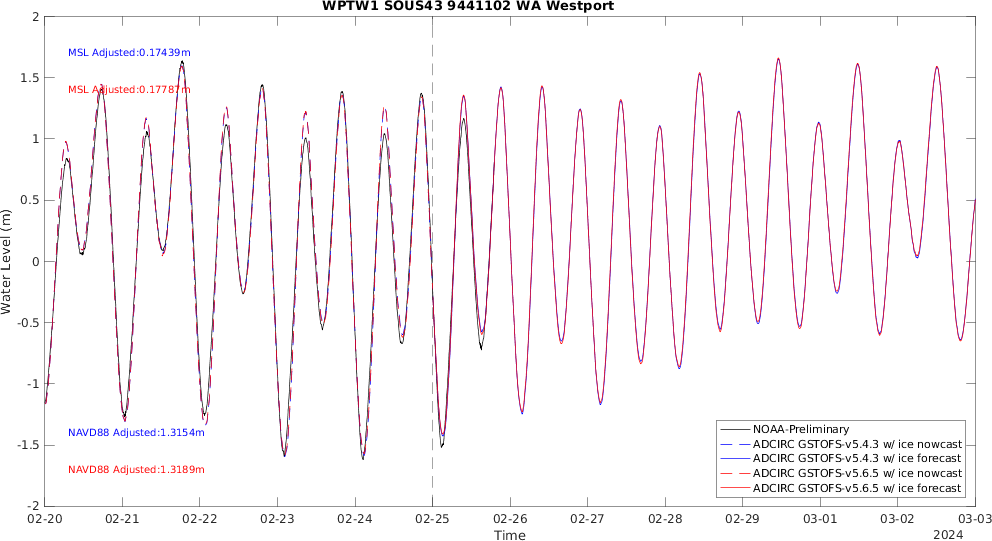 WPTW1 SOUS43 9441102 WA Westport
2
1.5
1
0.5
0
-0.5
-1
-1.5
-2
Water Level (m)
MSL Adjusted:0.17439m
MSL Adjusted:0.17787m
NAVD88 Adjusted:1.3154m
NAVD88 Adjusted:1.3189m
NOAA-Preliminary
ADCIRC GSTOFS-v5.4.3 w/ ice nowcast
ADCIRC GSTOFS-v5.4.3 w/ ice forecast
ADCIRC GSTOFS-v5.6.5 w/ ice nowcast
ADCIRC GSTOFS-v5.6.5 w/ ice forecast
02-20 02-21 02-22 02-23 02-24 02-25 02-26 02-27 02-28 02-29 03-01 03-02 03-03
Time
2024